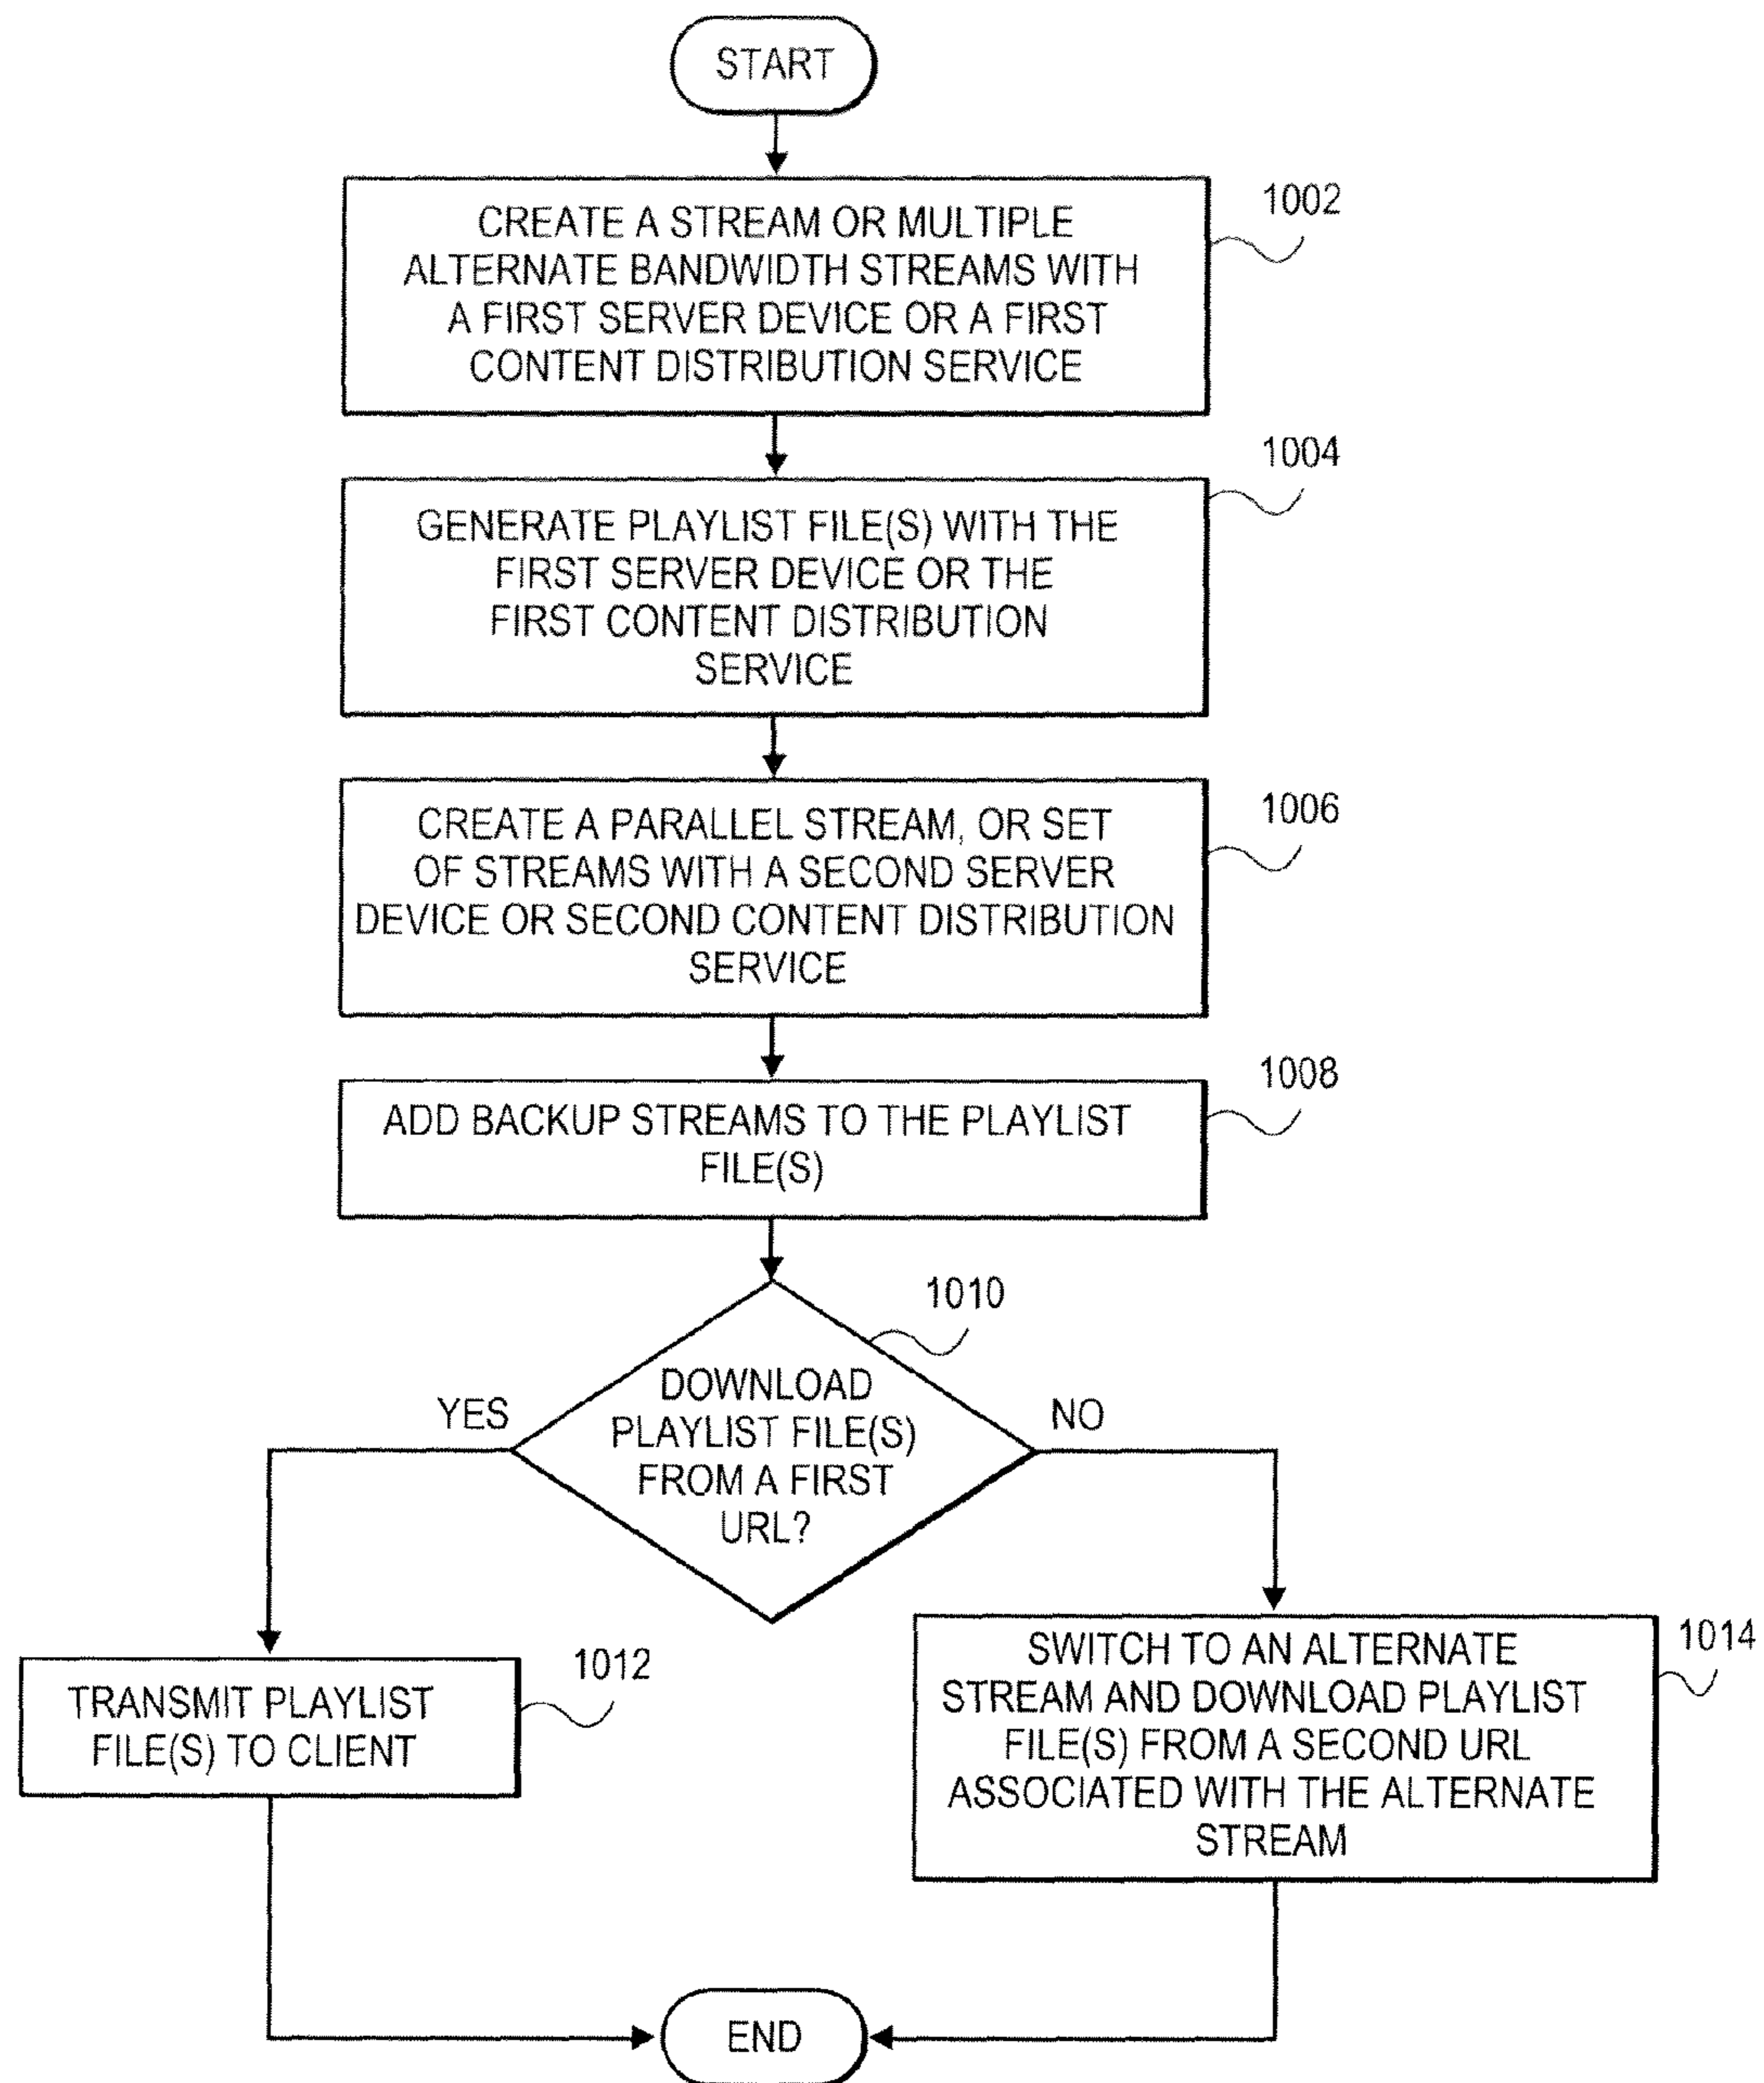 START
CREATE A STREAM OR MULTIPLE
ALTERNATE BANDWIDTH STREAMS WITH
A FIRST SERVER DEVICE OR A FIRST
CONTENT DISTRIBUTION SERVICE
1002
GENERATE PLAYLIST FILE(S) WITH THE
FIRST SERVER DEVICE OR THE
FIRST CONTENT DISTRIBUTION
SERVICE
1004
CREATE A PARALLEL STREAM, OR SET
OF STREAMS WITH A SECOND SERVER
DEVICE OR SECOND CONTENT DISTRIBUTION
SERVICE
1006
ADD BACKUP STREAMS TO THE PLAYLIST
FILE(S)
1008
DOWNLOAD
PLAYLIST FILE(S)
FROM A FIRST
URL?
1010
YES
NO
TRANSMIT PLAYLIST
FILE(S) TO CLIENT
1012
SWITCH TO AN ALTERNATE
STREAM AND DOWNLOAD PLAYLIST
FILE(S) FROM A SECOND URL
ASSOCIATED WITH THE ALTERNATE
STREAM
1014
END